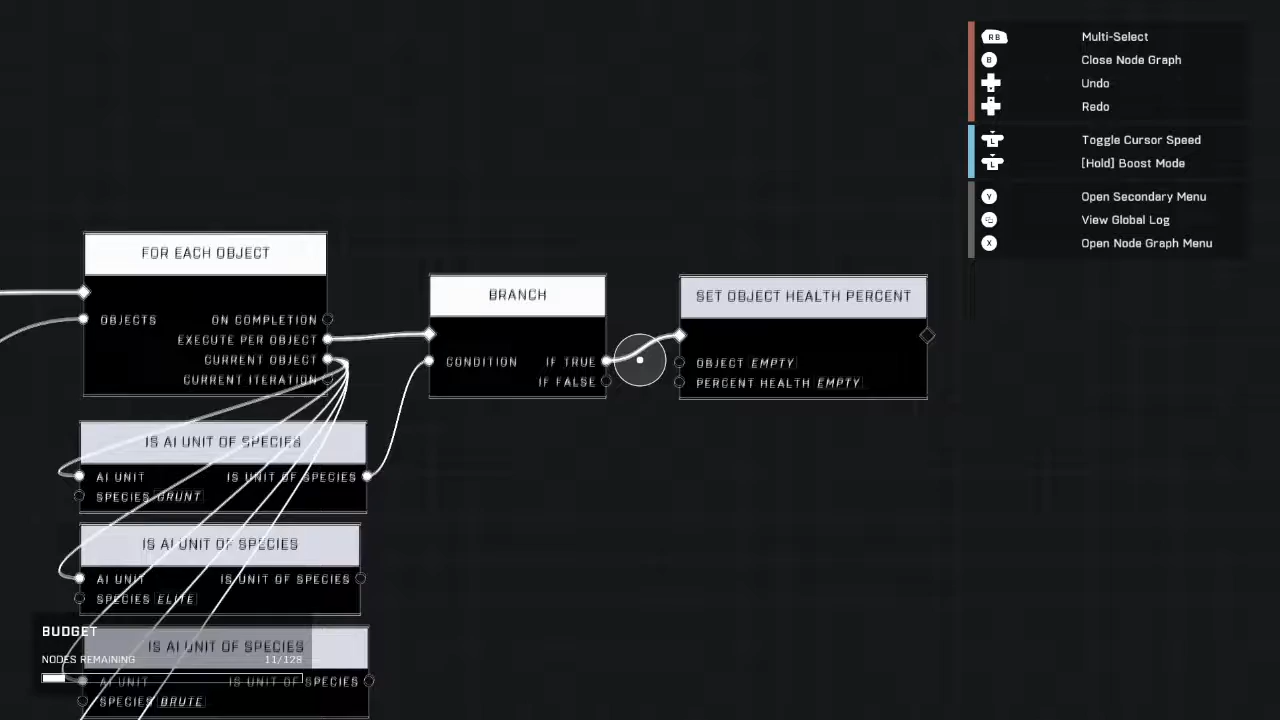 RB Multi-Select
B Close Node Graph
Undo
Redo
L Toggle Cursor Speed
L [Hold] Boost Mode
Y Open Secondary Menu
View Global Log
X Open Node Graph Menu
FOR EACH OBJECT
OBJECTS ON COMPLETION
EXECUTE PER OBJECT
CURRENT OBJECT
CURRENT ITERATION
BRANCH
CONDITION IF TRUE
IF FALSE
SET OBJECT HEALTH PERCENT
OBJECT EMPTY
PERCENT HEALTH EMPTY
IS AI UNIT OF SPECIES
AI UNIT IS UNIT OF SPECIES
SPECIES GRUNT
IS AI UNIT OF SPECIES
AI UNIT IS UNIT OF SPECIES
SPECIES ELITE
IS AI UNIT OF SPECIES
AI UNIT IS UNIT OF SPECIES
SPECIES BRUTE
BUDGET
NODES REMAINING 11/128